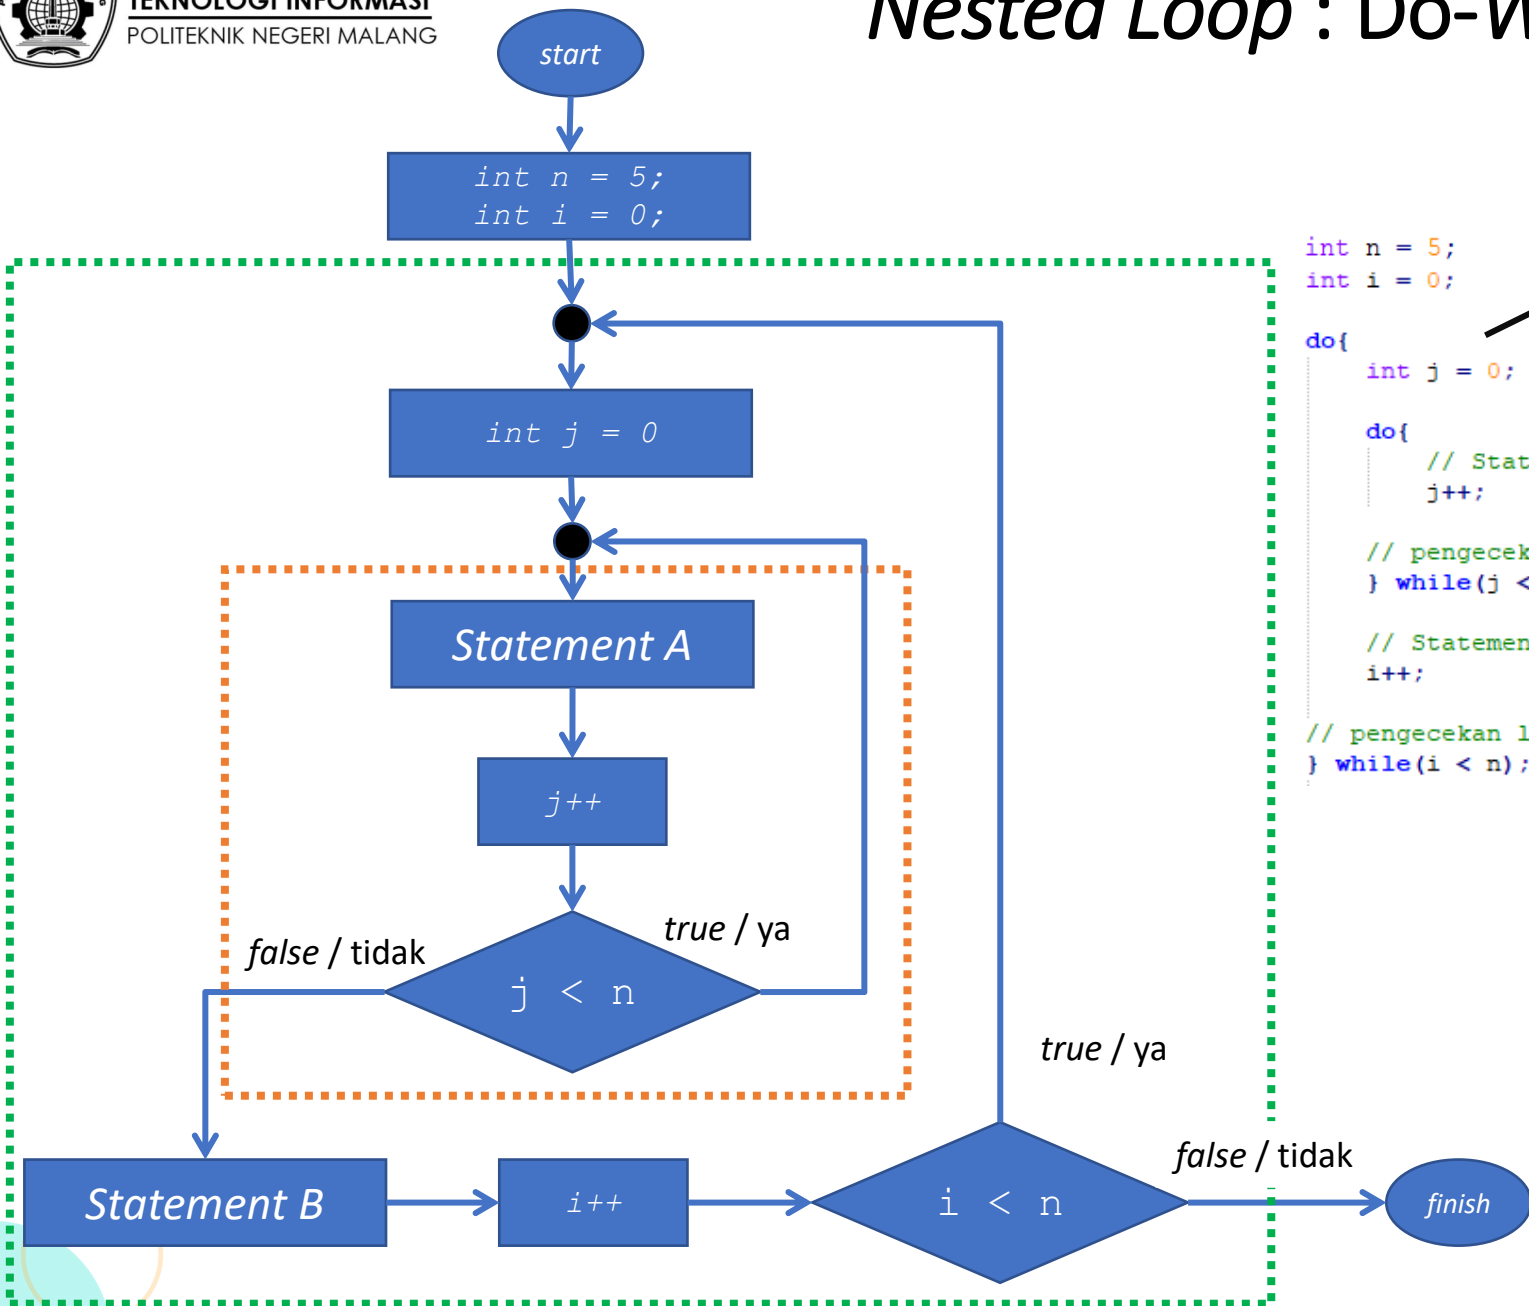 TEKNOLOGI INFORMASI
POLITEKNIK NEGERI MALANG
Nested Loop : Do-W
start
int n = 5;
int i = 0;
int j = 0
Statement A
j++
false / tidak
true / ya
j < n
true / ya
Statement B
i++
i < n
false / tidak
finish
int n = 5;
int i = 0;
do{
int j = 0;
do{
// Stat
j++;
// pengecek
} while(j <
// Statemen
i++;
// pengecekan l
} while(i < n);